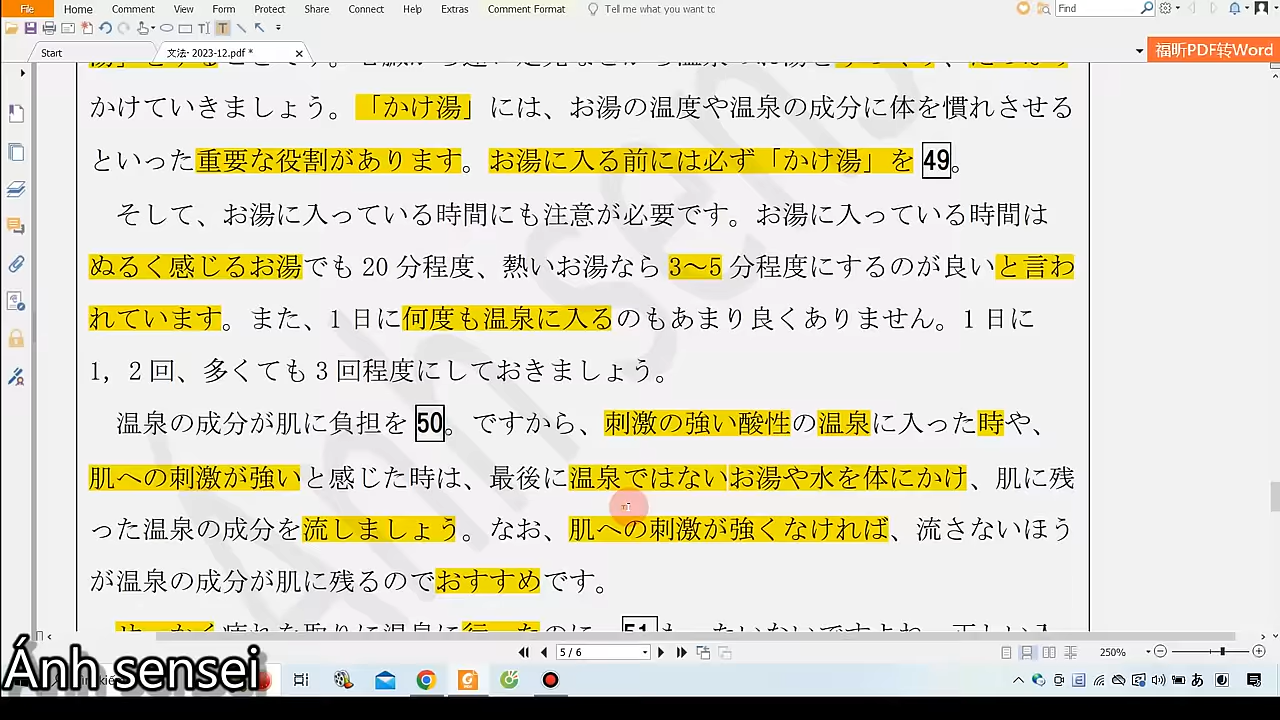 File Home Comment View Form Protect Share Connect Help Extras Comment Format Tell me what you want to Find
Start 文法- 2023-12.pdf * 福昕PDF转Word
かけていきましょう。「かけ湯」には、お湯の温度や温泉の成分に体を慣れさせる
といった重要な役割があります。お湯に入る前には必ず「かけ湯」を 49。
そして、お湯に入っている時間にも注意が必要です。お湯に入っている時間は
ぬるく感じるお湯でも 20 分程度、熱いお湯なら 3〜5 分程度にするのが良いと言わ
れています。また、1 日に何度も温泉に入るのもあまり良くありません。1 日に
1, 2 回、多くても 3 回程度にしておきましょう。
温泉の成分が肌に負担を 50。ですから、刺激の強い酸性の温泉に入った時や、
肌への刺激が強いと感じた時は、最後に温泉ではないお湯や水を体にかけ、肌に残
った温泉の成分を流しましょう。なお、肌への刺激が強くなければ、流さないほう
が温泉の成分が肌に残るのでおすすめです。
5 / 6 250%
Ánh sensei